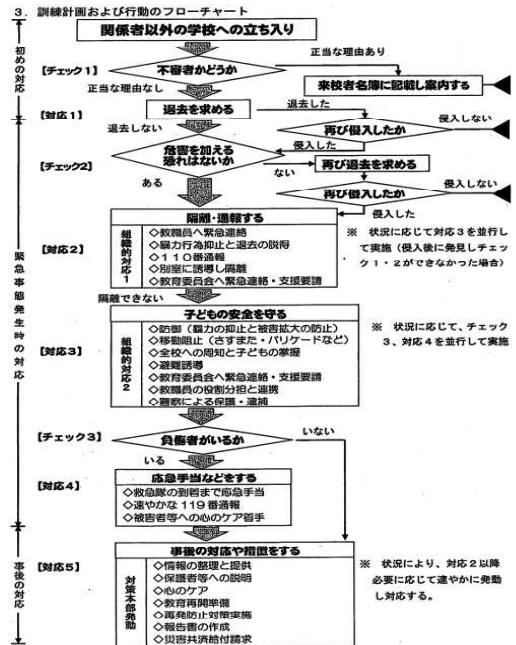 3．訓練計画および行動のフローチャート
関係者以外の学校への立ち入り
初めの対応
正当な理由あり
【チェック1】
不審者かどうか
正当な理由なし
来校者名簿に記載し案内する
【対応1】
退去を求める
退去した
退去しない
再び侵入したか
侵入しない
侵入した
【チェック2】
危害を加える
恐れはないか
ない
再び退去を求める
ある
再び侵入したか
侵入しない
侵入した
緊急事態発生時の対応
【対応2】
隔離・通報する
組織的対応1
◇教職員へ緊急連絡
◇暴力行為抑止と退去の説得
◇110番通報
◇別室に誘導し隔離
◇教育委員会へ緊急連絡・支援要請
※ 状況に応じて対応3を並行し
て実施（侵入後に発見しチェッ
ク1・2ができなかった場合）
隔離できない
【対応3】
子どもの安全を守る
組織的対応2
◇防御（暴力の抑止と被害拡大の防止）
◇移動阻止（さすまた・バリケードなど）
◇全校への周知と子どもの掌握
◇避難誘導
◇教育委員会へ緊急連絡・支援要請
◇教職員の役割分担と連携
◇警察による保護・逮捕
※ 状況に応じて、チェック
3、対応4を並行して実施
【チェック3】
負傷者がいるか
いない
いる
【対応4】
応急手当などをする
◇救急隊の到着まで応急手当
◇速やかな119番通報
◇被害者等への心のケア着手
事後の対応
【対応5】
事後の対応や措置をする
対策本部発動
◇情報の整理と提供
◇保護者等への説明
◇心のケア
◇教育再開準備
◇再発防止対策実施
◇報告書の作成
◇災害共済給付請求
※ 状況により、対応2以降
必要に応じて速やかに発動
し対応する。